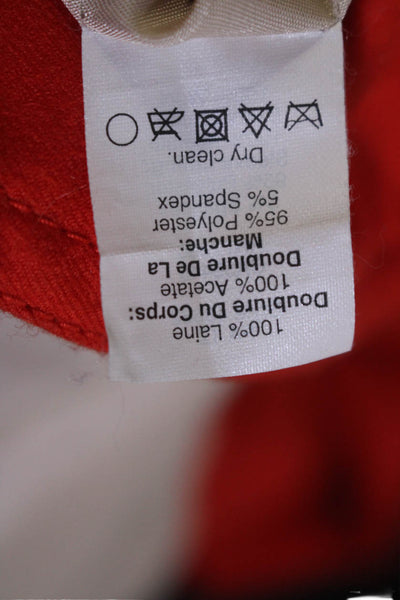 100% Laine
Doublure Du Corps:
100% Acetate
Doublure De La
Manche:
95% Polyester
5% Spandex
Dry clean.